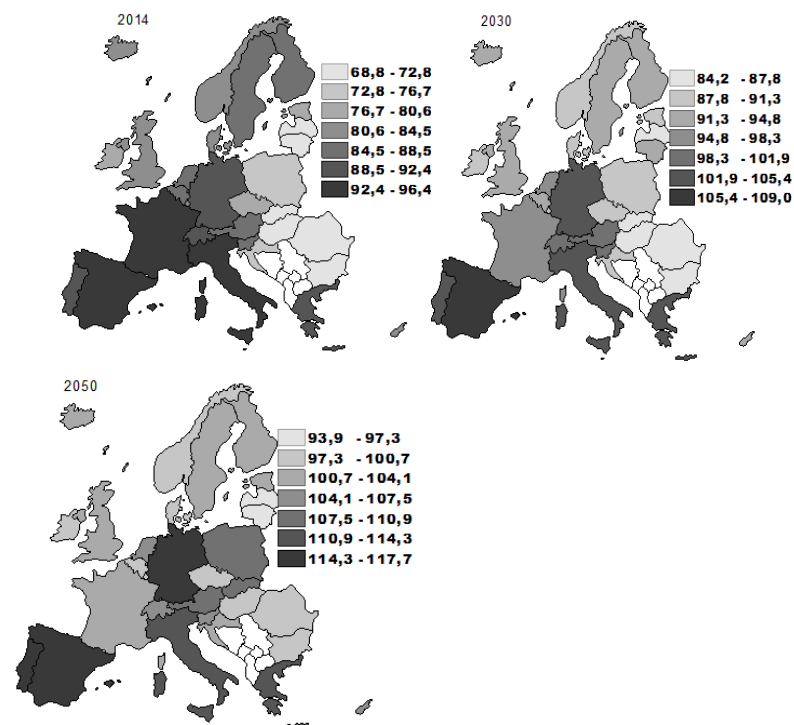 2014
68,8 - 72,8
72,8 - 76,7
76,7 - 80,6
80,6 - 84,5
84,5 - 88,5
88,5 - 92,4
92,4 - 96,4
2030
84,2 - 87,8
87,8 - 91,3
91,3 - 94,8
94,8 - 98,3
98,3 - 101,9
101,9 - 105,4
105,4 - 109,0
2050
93,9 - 97,3
97,3 - 100,7
100,7 - 104,1
104,1 - 107,5
107,5 - 110,9
110,9 - 114,3
114,3 - 117,7